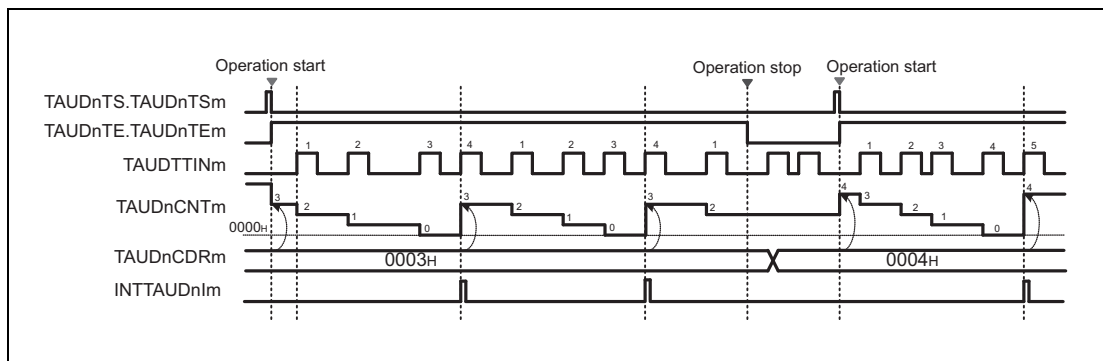 Operation start
Operation stop
Operation start
TAUDnTS.TAUDnTSm
TAUDnTE.TAUDnTEm
1 2 3 4 1 2 3 4 1 1 2 3 4 5
TAUDTTINm
3 2 1 0 3 2 1 0 3 2 4 3 2 1 0 4
TAUDnCNTm
0000H
TAUDnCDRm
0003H
0004H
INTTAUDnIm